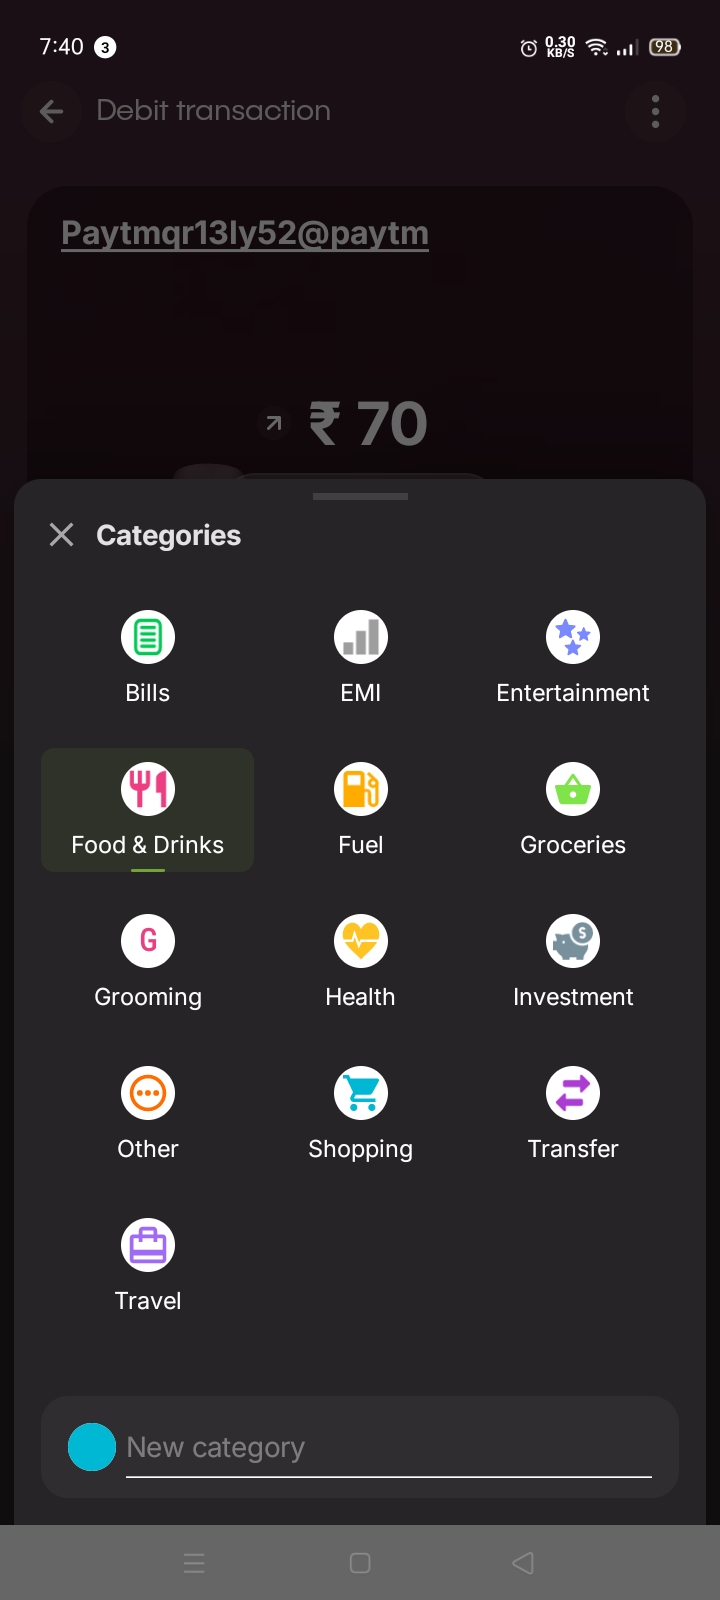 7:40 3 0.30 KB/S 98
Debit transaction
Paytmqr13ly52@paytm
₹ 70
Categories
Bills EMI Entertainment
Food & Drinks Fuel Groceries
G $
Grooming Health Investment
Other Shopping Transfer
Travel
New category